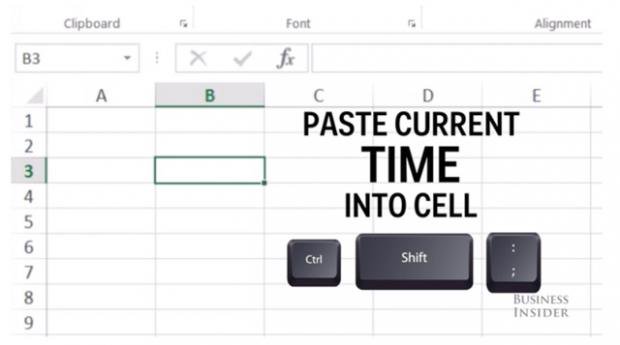 Clipboard Font Alignment
B3 fx
A B C D E
1
2
3
4
5
6
7
8
9
PASTE CURRENT
TIME
INTO CELL
Ctrl Shift :
;
BUSINESS
INSIDER